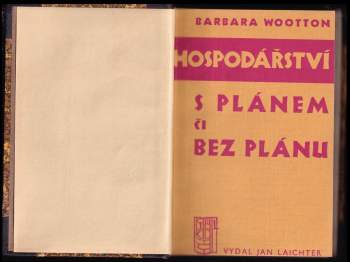 BARBARA WOOTTON
HOSPODÁŘSTVÍ
S PLÁNEM
ČI
BEZ PLÁNU
VYDAL JAN LAICHTER